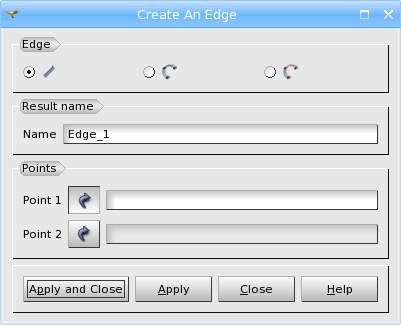 Create An Edge
Edge
Result name
Name Edge_1
Points
Point 1
Point 2
Apply and Close Apply Close Help